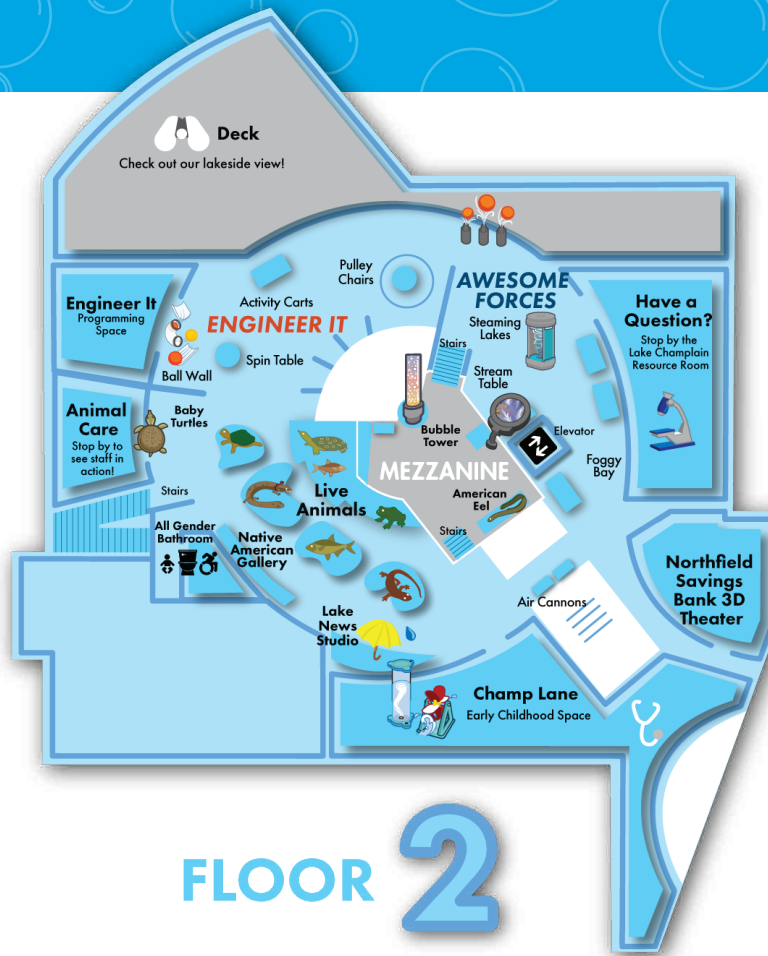 Deck
Check out our lakeside view!
Pulley
Chairs
AWESOME
FORCES
Activity Carts
ENGINEER IT
Engineer It
Programming
Space
Have a
Question?
Stop by the
Lake Champlain
Resource Room
Steaming
Lakes
Stairs
Spin Table
Ball Wall
Stream
Table
Animal
Care
Stop by to
see staff in
action!
Baby
Turtles
Bubble
Tower
Elevator
MEZZANINE
Foggy
Bay
Live
Animals
American
Eel
Stairs
Stairs
All Gender
Bathroom
Native
American
Gallery
Northfield
Savings
Bank 3D
Theater
Air Cannons
Lake
News
Studio
Champ Lane
Early Childhood Space
FLOOR 2